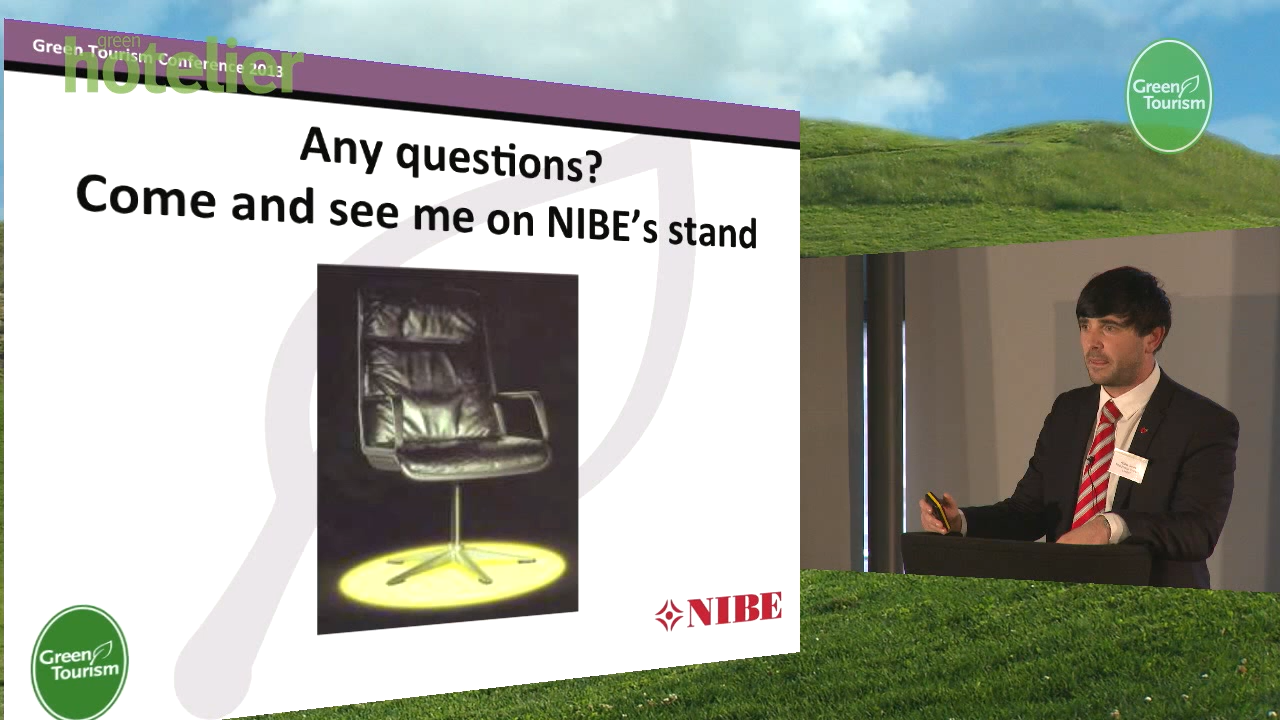 green
hotelier
Green Tourism Conference 2013
Any questions?
Come and see me on NIBE's stand
NIBE
Green
Tourism
Green
Tourism